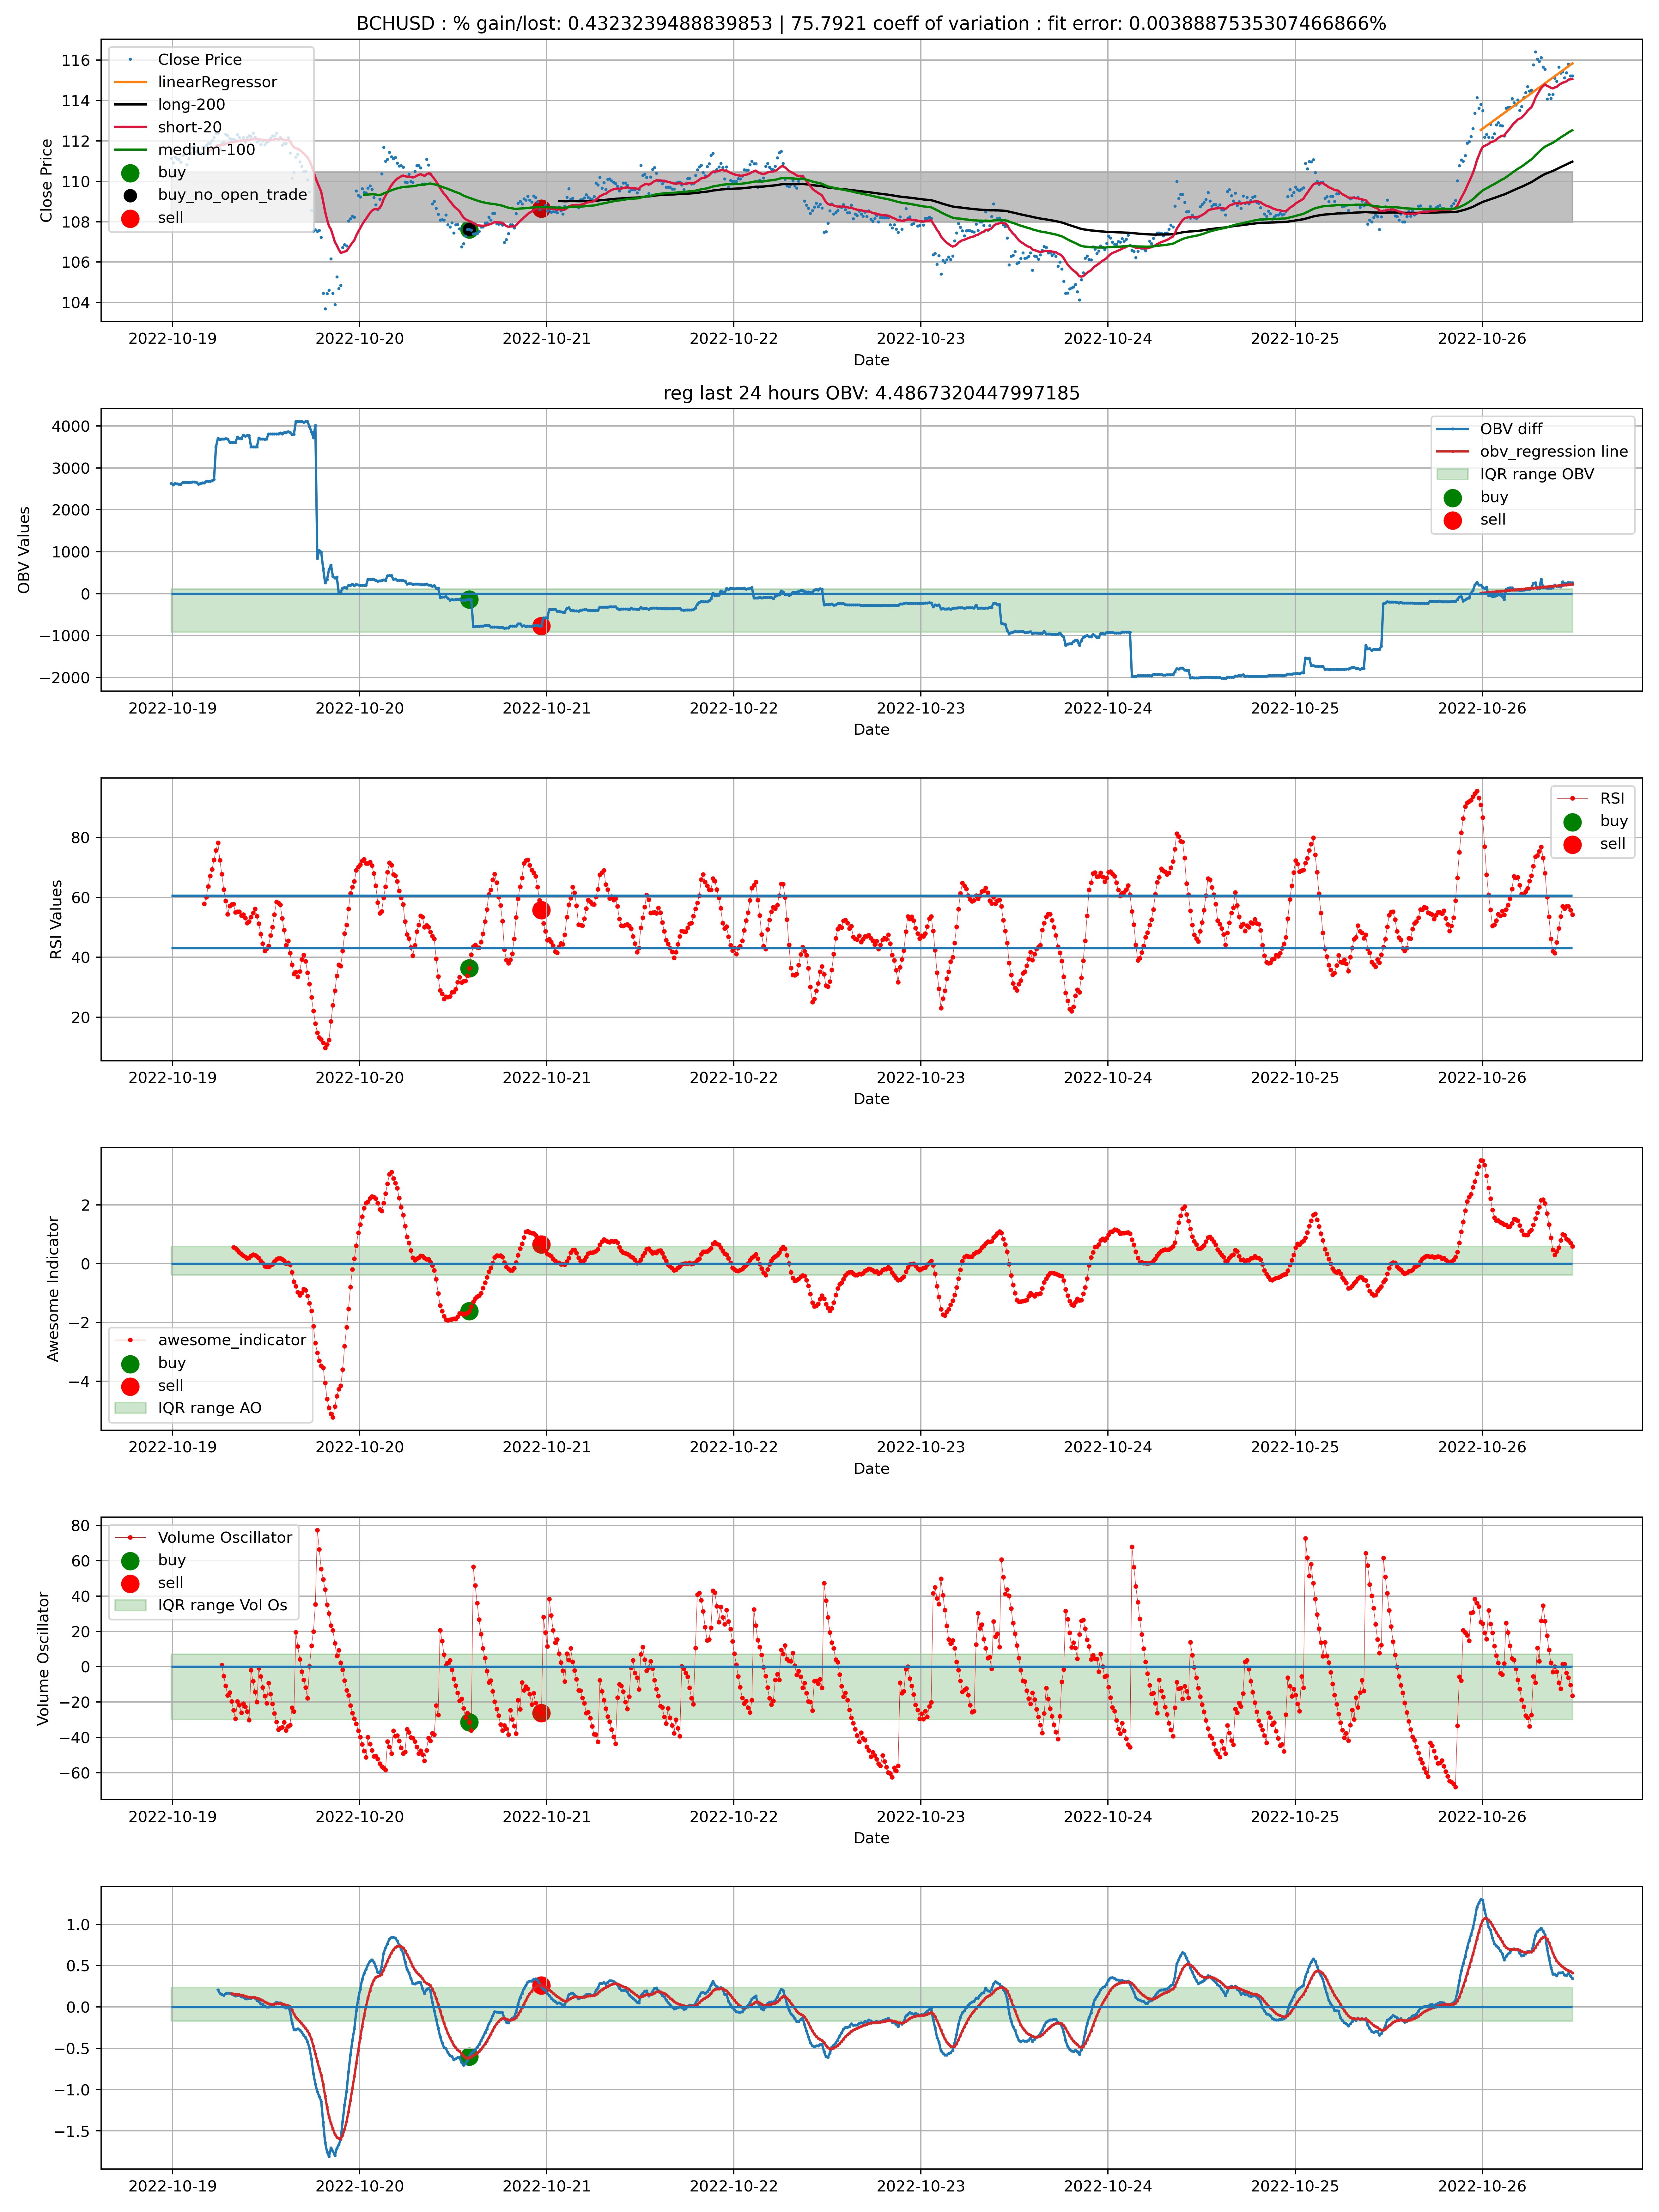 BCHUSD : % gain/lost: 0.4323239488839853 | 75.7921 coeff of variation : fit error: 0.0038887535307466866%
Close Price
116
114
112
110
108
106
104
Close Price
linearRegressor
long-200
short-20
medium-100
buy
buy_no_open_trade
sell
2022-10-19 2022-10-20 2022-10-21 2022-10-22 2022-10-23 2022-10-24 2022-10-25 2022-10-26
Date
reg last 24 hours OBV: 4.4867320447997185
OBV Values
4000
3000
2000
1000
0
−1000
−2000
OBV diff
obv_regression line
IQR range OBV
buy
sell
2022-10-19 2022-10-20 2022-10-21 2022-10-22 2022-10-23 2022-10-24 2022-10-25 2022-10-26
Date
RSI Values
80
60
40
20
RSI
buy
sell
2022-10-19 2022-10-20 2022-10-21 2022-10-22 2022-10-23 2022-10-24 2022-10-25 2022-10-26
Date
Awesome Indicator
2
0
−2
−4
awesome_indicator
buy
sell
IQR range AO
2022-10-19 2022-10-20 2022-10-21 2022-10-22 2022-10-23 2022-10-24 2022-10-25 2022-10-26
Date
Volume Oscillator
80
60
40
20
0
−20
−40
−60
Volume Oscillator
buy
sell
IQR range Vol Os
2022-10-19 2022-10-20 2022-10-21 2022-10-22 2022-10-23 2022-10-24 2022-10-25 2022-10-26
Date
1.0
0.5
0.0
−0.5
−1.0
−1.5
2022-10-19 2022-10-20 2022-10-21 2022-10-22 2022-10-23 2022-10-24 2022-10-25 2022-10-26